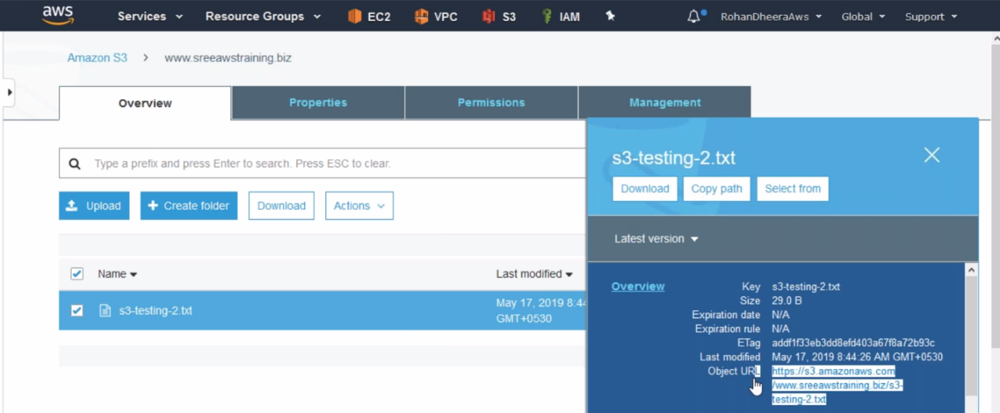 aws Services Resource Groups EC2 VPC S3 IAM RohanDheeraAws Global Support
Amazon S3 > www.sreeawstraining.biz
Overview Properties Permissions Management
Type a prefix and press Enter to search. Press ESC to clear.
Upload Create folder Download Actions
Name Last modified
s3-testing-2.txt May 17, 2019 8:44
GMT+0530
s3-testing-2.txt
Download Copy path Select from
Latest version
Overview
Key s3-testing-2.txt
Size 29.0 B
Expiration date N/A
Expiration rule N/A
ETag addf1f33eb3dd8efd403a67f8a72b93c
Last modified May 17, 2019 8:44:26 AM GMT+0530
Object URL https://s3.amazonaws.com
/www.sreeawstraining.biz/s3-
testing-2.txt